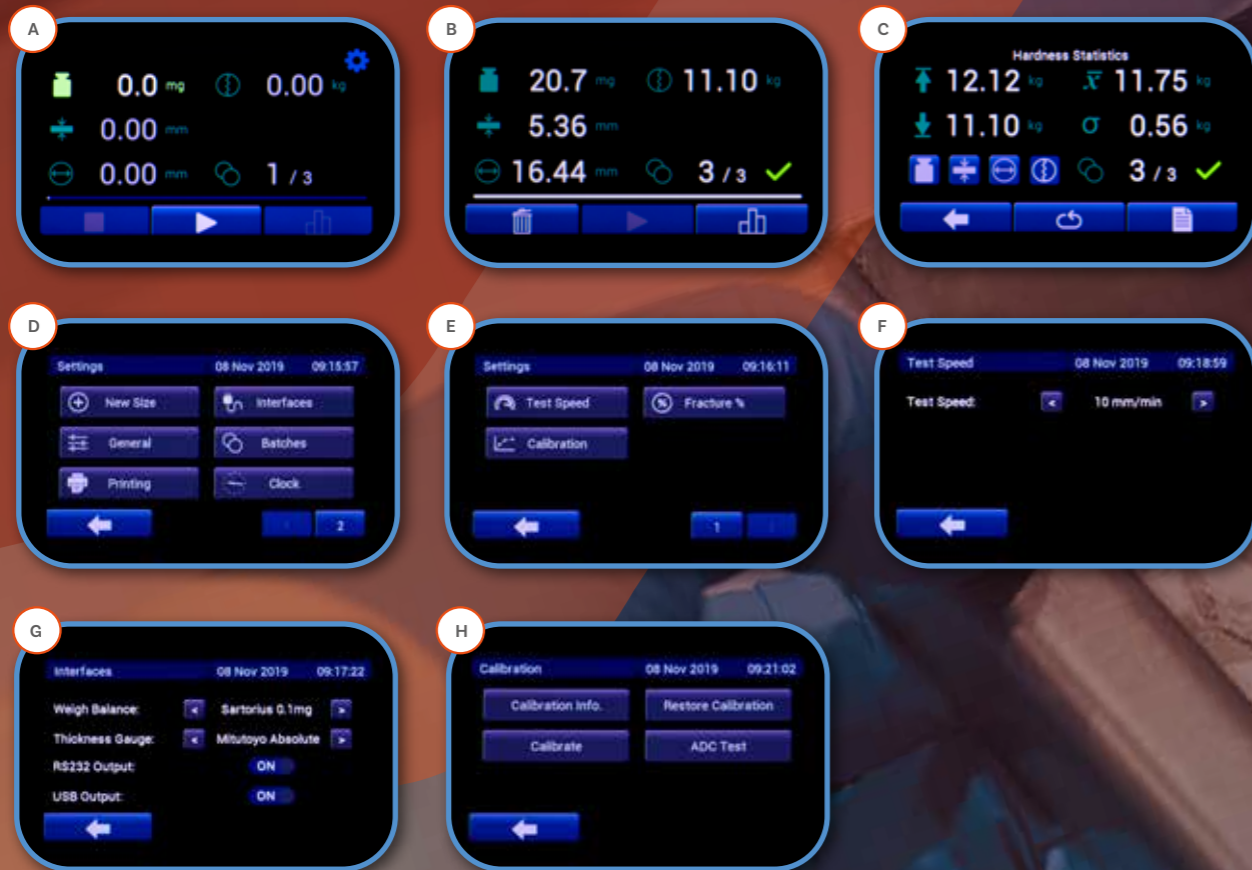 A
0.0 mg 0.00 kg
0.00 mm
0.00 mm 1 / 3
B
20.7 mg 11.10 kg
5.36 mm
16.44 mm 3 / 3
C
Hardness Statistics
12.12 kg x̅ 11.75 kg
11.10 kg σ 0.56 kg
3 / 3
D
Settings 08 Nov 2019 09:15:57
New Size Interfaces
General Batches
Printing Clock
2
E
Settings 08 Nov 2019 09:16:11
Test Speed Fracture %
Calibration
1
F
Test Speed 08 Nov 2019 09:18:59
Test Speed: < 10 mm/min >
G
Interfaces 08 Nov 2019 09:17:22
Weigh Balance: < Sartorius 0.1mg >
Thickness Gauge: < Mitutoyo Absolute >
RS232 Output: ON
USB Output: ON
H
Calibration 08 Nov 2019 09:21:02
Calibration Info. Restore Calibration
Calibrate ADC Test